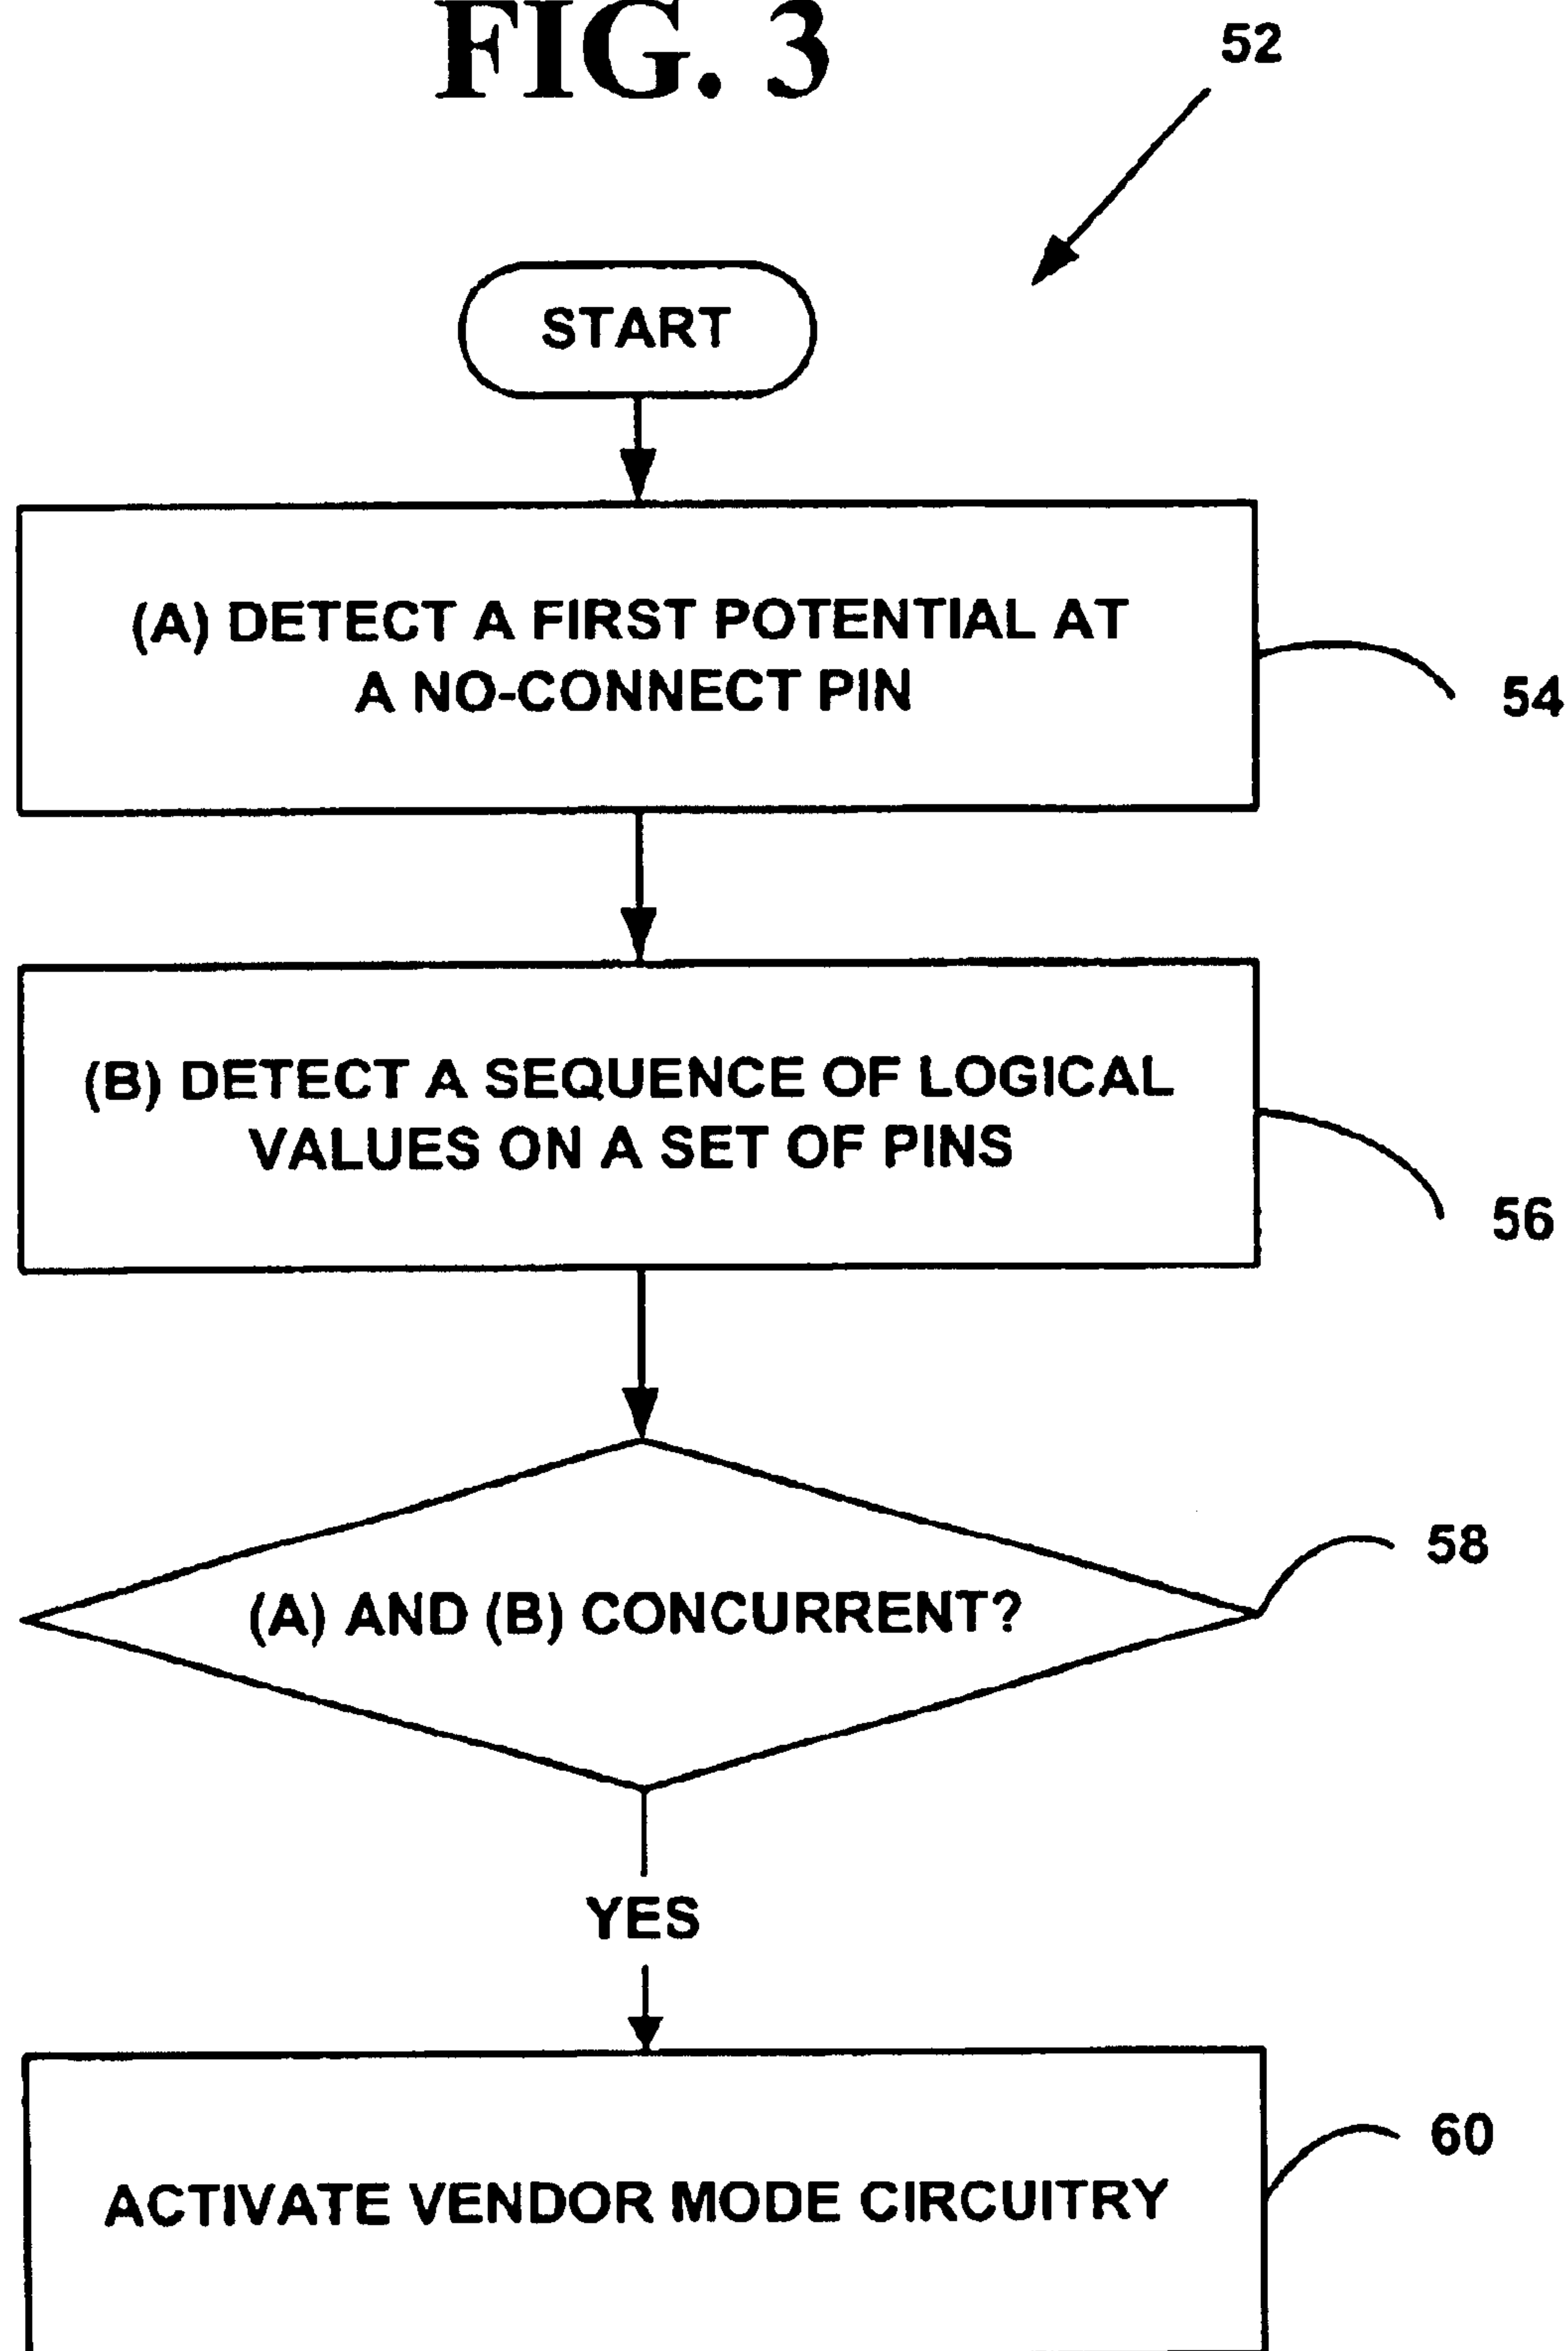 FIG. 3
52
START
(A) DETECT A FIRST POTENTIAL AT
A NO-CONNECT PIN
54
(B) DETECT A SEQUENCE OF LOGICAL
VALUES ON A SET OF PINS
56
(A) AND (B) CONCURRENT?
58
YES
ACTIVATE VENDOR MODE CIRCUITRY
60